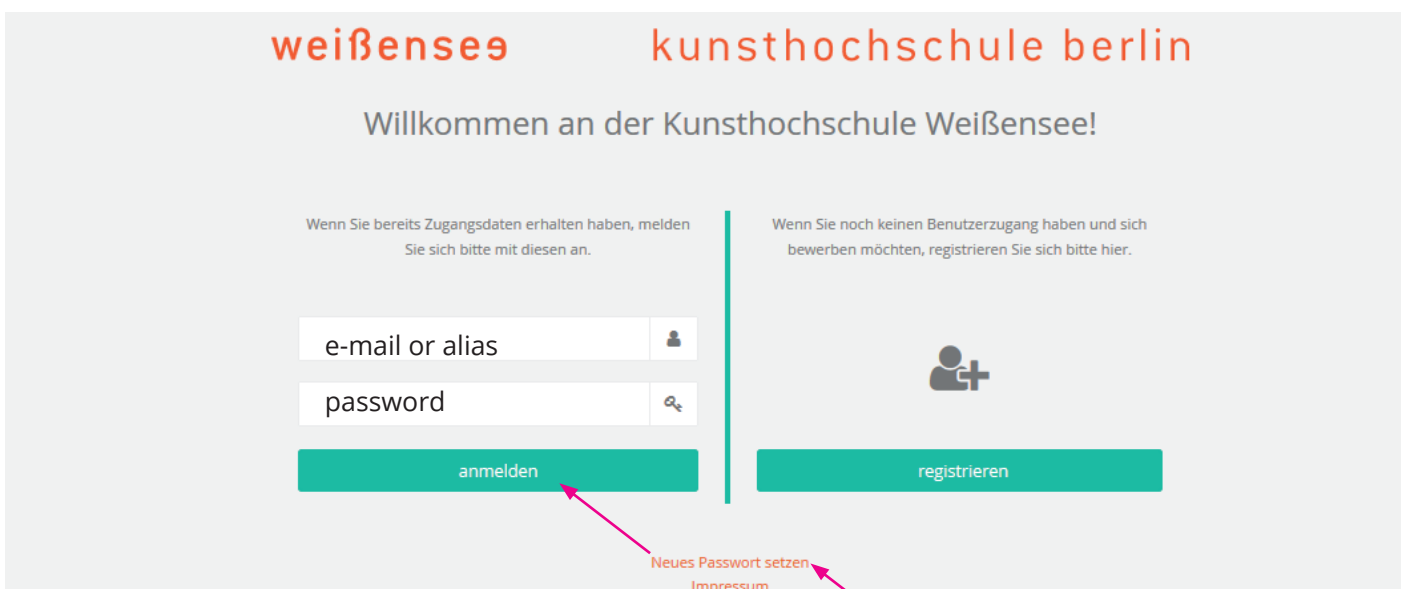 weißensee kunsthochschule berlin
Willkommen an der Kunsthochschule Weißensee!
Wenn Sie bereits Zugangsdaten erhalten haben, melden
Sie sich bitte mit diesen an.
e-mail or alias
password
anmelden
Wenn Sie noch keinen Benutzerzugang haben und sich
bewerben möchten, registrieren Sie sich bitte hier.
registrieren
Neues Passwort setzen
Impressum